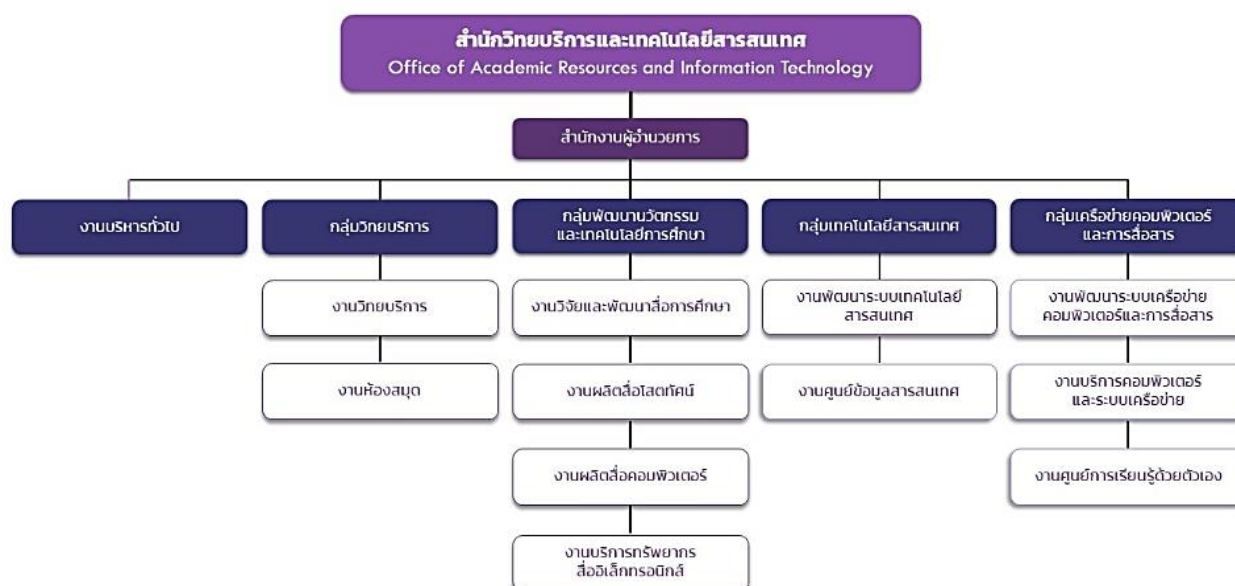 สำนักวิทยบริการและเทคโนโลยีสารสนเทศ
Office of Academic Resources and Information Technology
สำนักงานผู้อำนวยการ
งานบริหารทั่วไป
กลุ่มวิทยบริการ
กลุ่มพัฒนานวัตกรรม
และเทคโนโลยีการศึกษา
กลุ่มเทคโนโลยีสารสนเทศ
กลุ่มเครือข่ายคอมพิวเตอร์
และการสื่อสาร
งานวิทยบริการ
งานวิจัยและพัฒนาสื่อการศึกษา
งานพัฒนาระบบเทคโนโลยี
สารสนเทศ
งานพัฒนาระบบเครือข่าย
คอมพิวเตอร์และการสื่อสาร
งานห้องสมุด
งานผลิตสื่อโสตทัศน์
งานศูนย์ข้อมูลสารสนเทศ
งานบริการคอมพิวเตอร์
และระบบเครือข่าย
งานผลิตสื่อคอมพิวเตอร์
งานศูนย์การเรียนรู้ด้วยตัวเอง
งานบริการทรัพยากร
สื่ออิเล็กทรอนิกส์